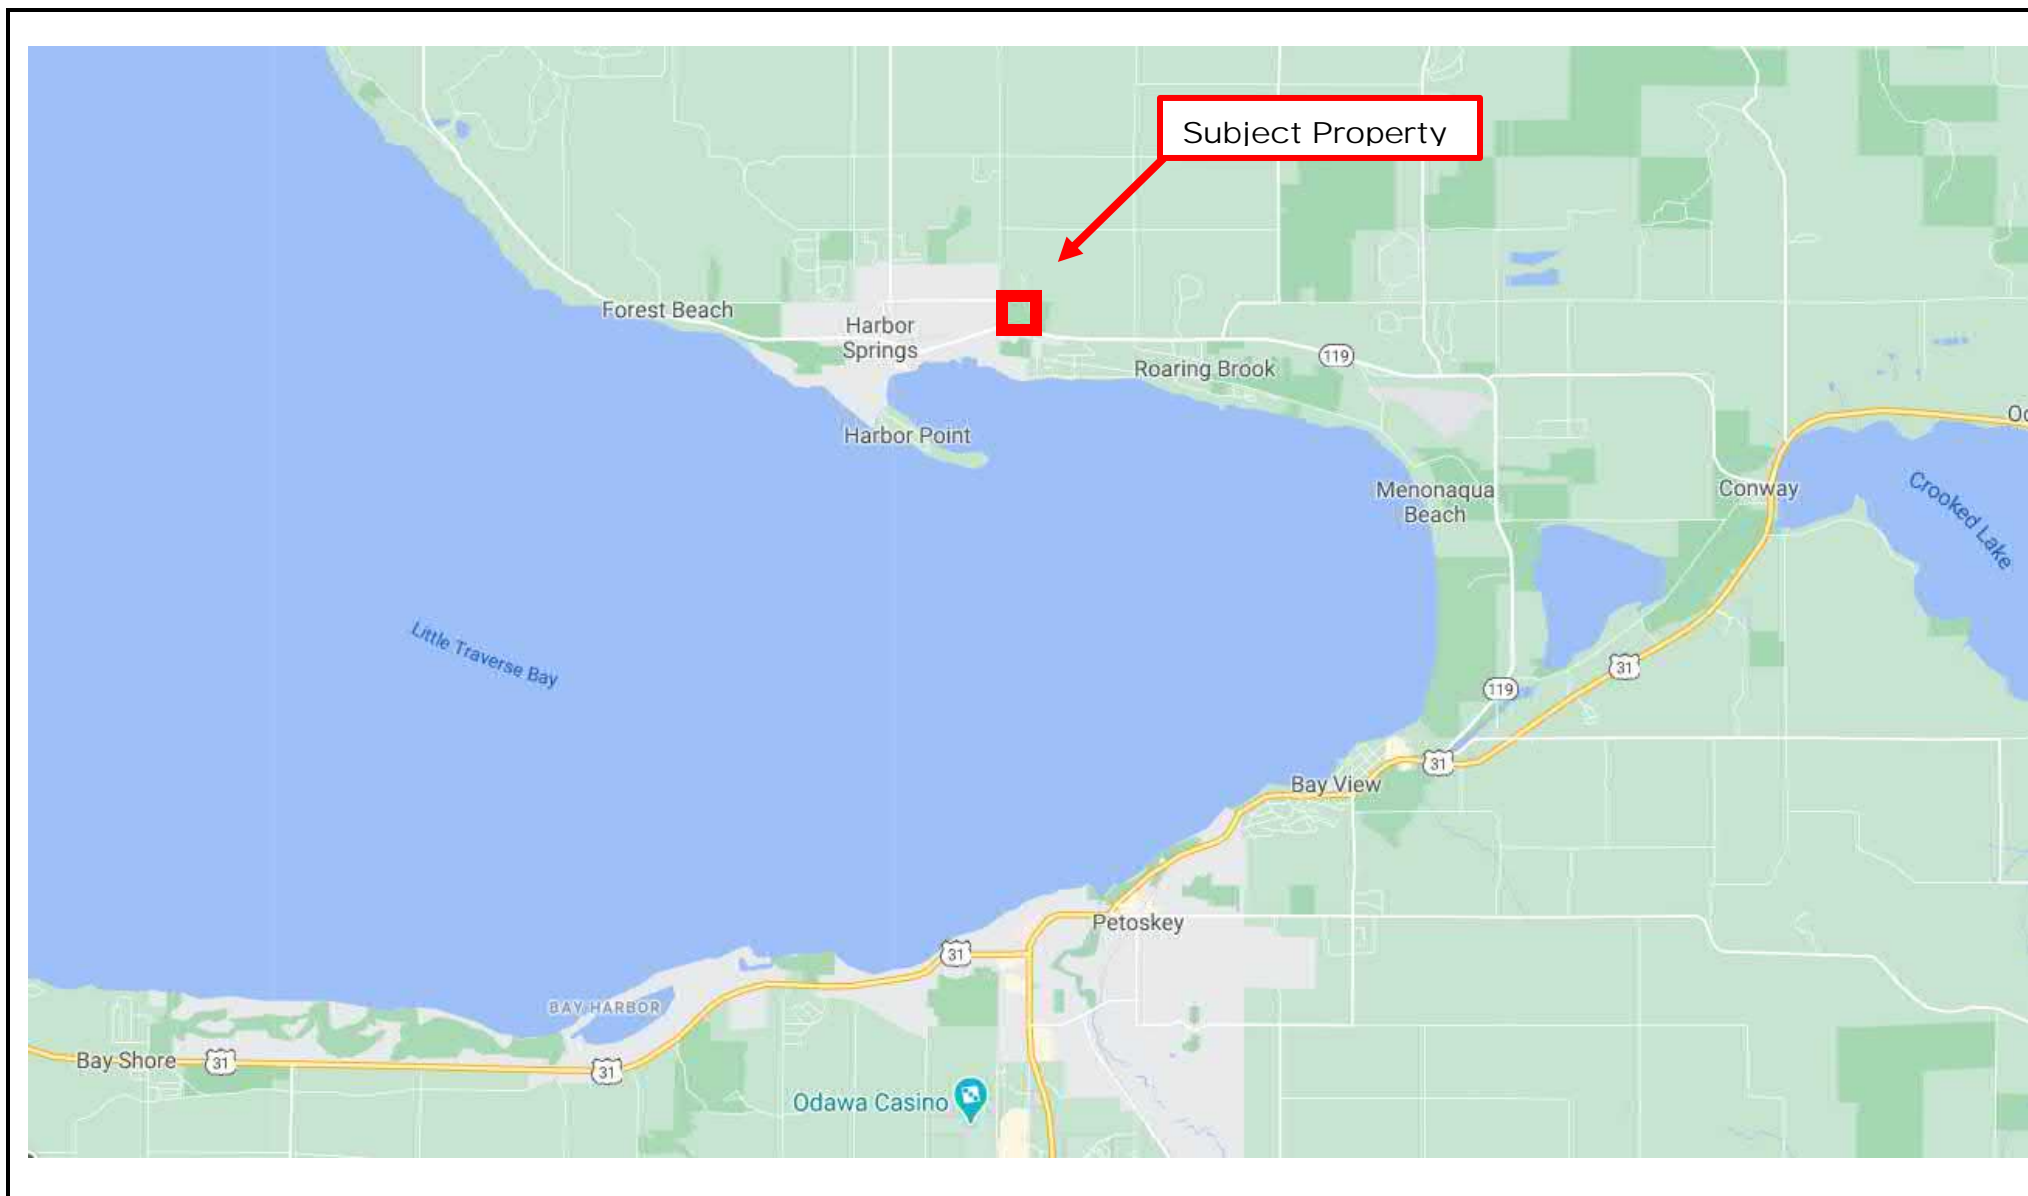 Subject Property
Forest Beach
Harbor
Springs
119
Roaring Brook
Harbor Point
Oc
Menonaqua
Beach
Conway
Crooked Lake
Little Traverse Bay
31
119
31
Bay View
Petoskey
31
BAY HARBOR
Bay Shore
31
31
Odawa Casino